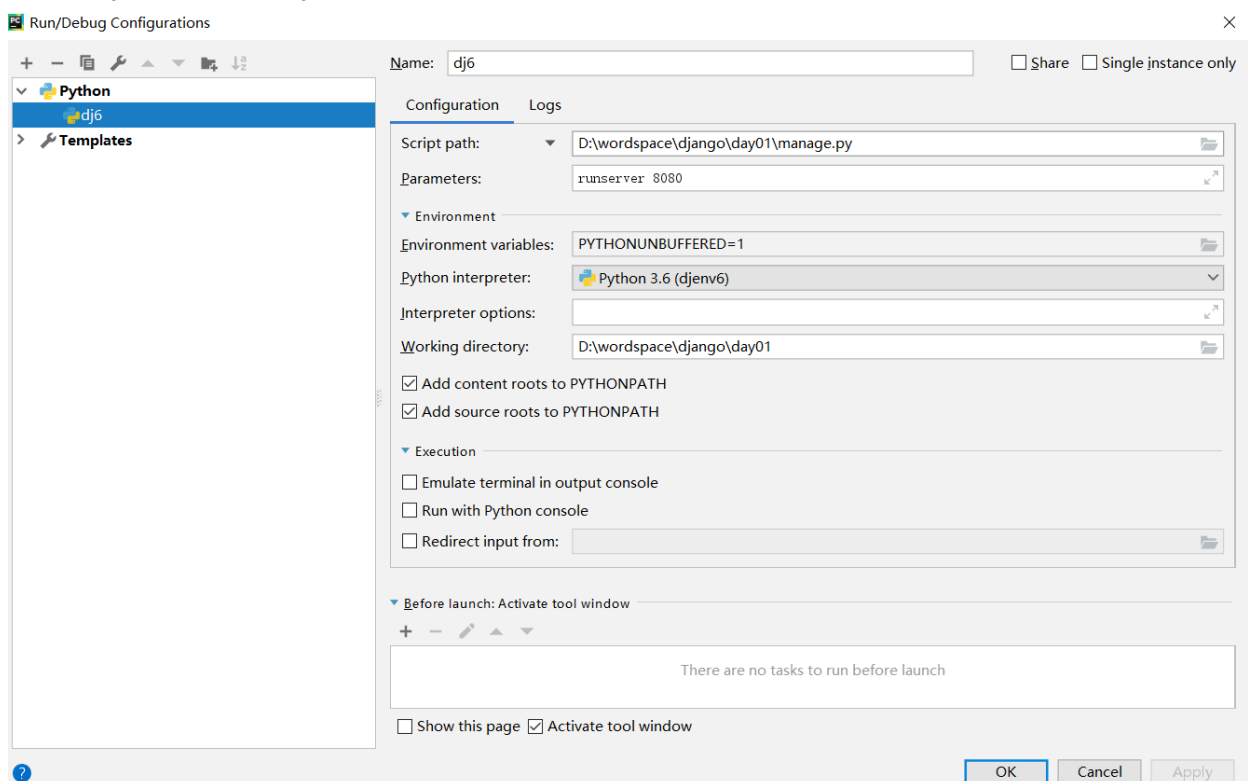 Run/Debug Configurations
Python
dj6
Templates
Name: dj6
Share Single instance only
Configuration Logs
Script path: D:\wordspace\django\day01\manage.py
Parameters: runserver 8080
Environment
Environment variables: PYTHONUNBUFFERED=1
Python interpreter: Python 3.6 (djenv6)
Interpreter options:
Working directory: D:\wordspace\django\day01
Add content roots to PYTHONPATH
Add source roots to PYTHONPATH
Execution
Emulate terminal in output console
Run with Python console
Redirect input from:
Before launch: Activate tool window
There are no tasks to run before launch
Show this page Activate tool window
OK Cancel Apply